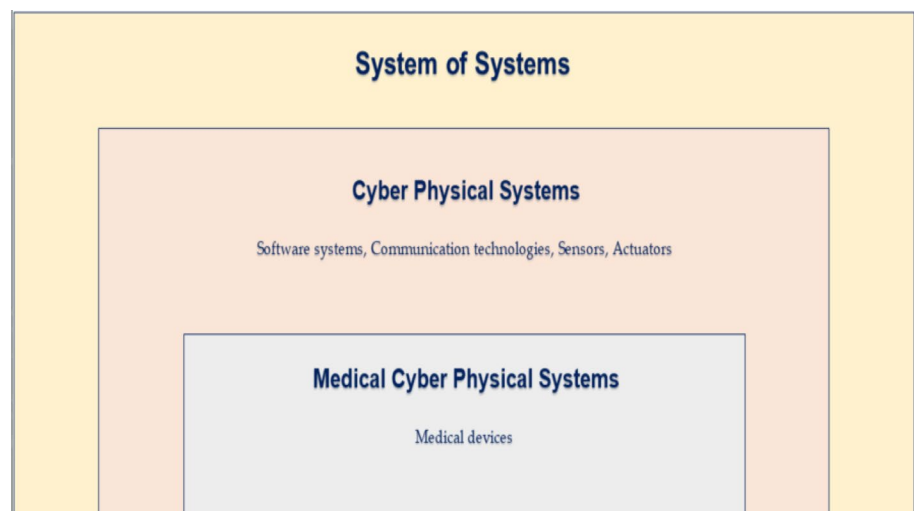 System of Systems
Cyber Physical Systems
Software systems, Communication technologies, Sensors, Actuators
Medical Cyber Physical Systems
Medical devices